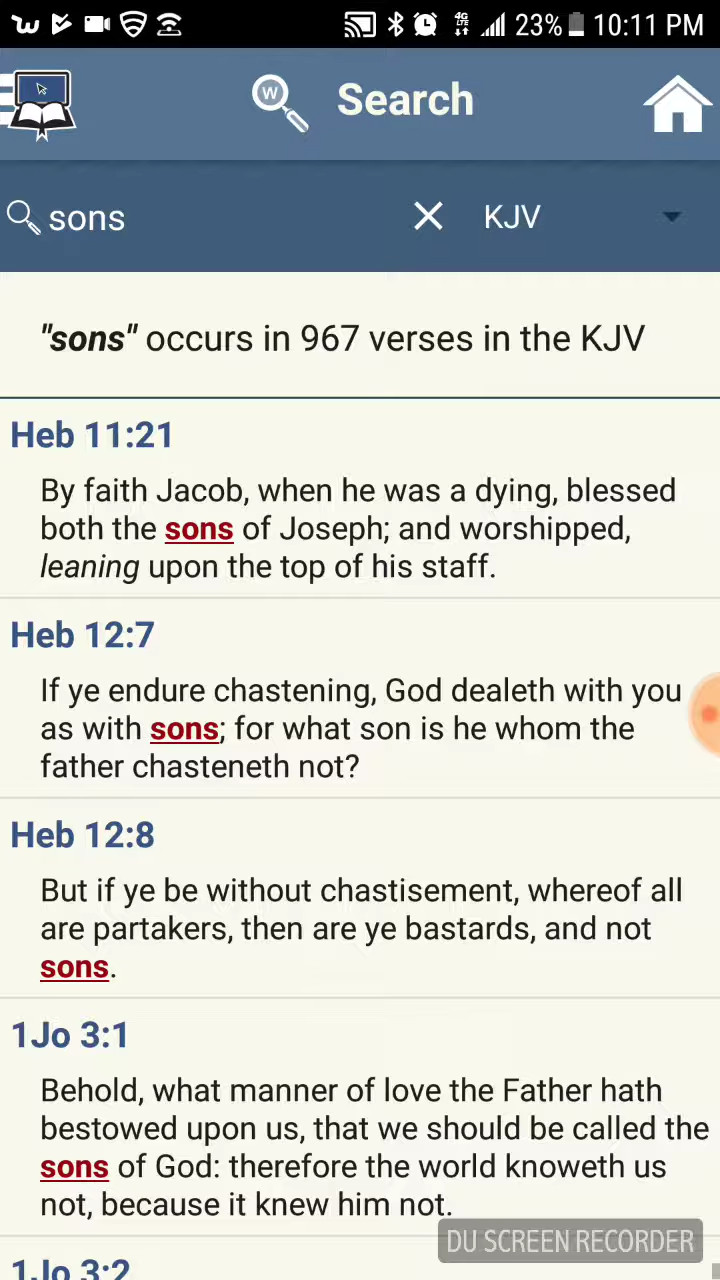 4G
LTE
23%
10:11 PM
W
Search
sons
KJV
"sons" occurs in 967 verses in the KJV
Heb 11:21
By faith Jacob, when he was a dying, blessed
both the sons of Joseph; and worshipped,
leaning upon the top of his staff.
Heb 12:7
If ye endure chastening, God dealeth with you
as with sons; for what son is he whom the
father chasteneth not?
Heb 12:8
But if ye be without chastisement, whereof all
are partakers, then are ye bastards, and not
sons.
1Jo 3:1
Behold, what manner of love the Father hath
bestowed upon us, that we should be called the
sons of God: therefore the world knoweth us
not, because it knew him not.
DU SCREEN RECORDER
1Jo 3:2